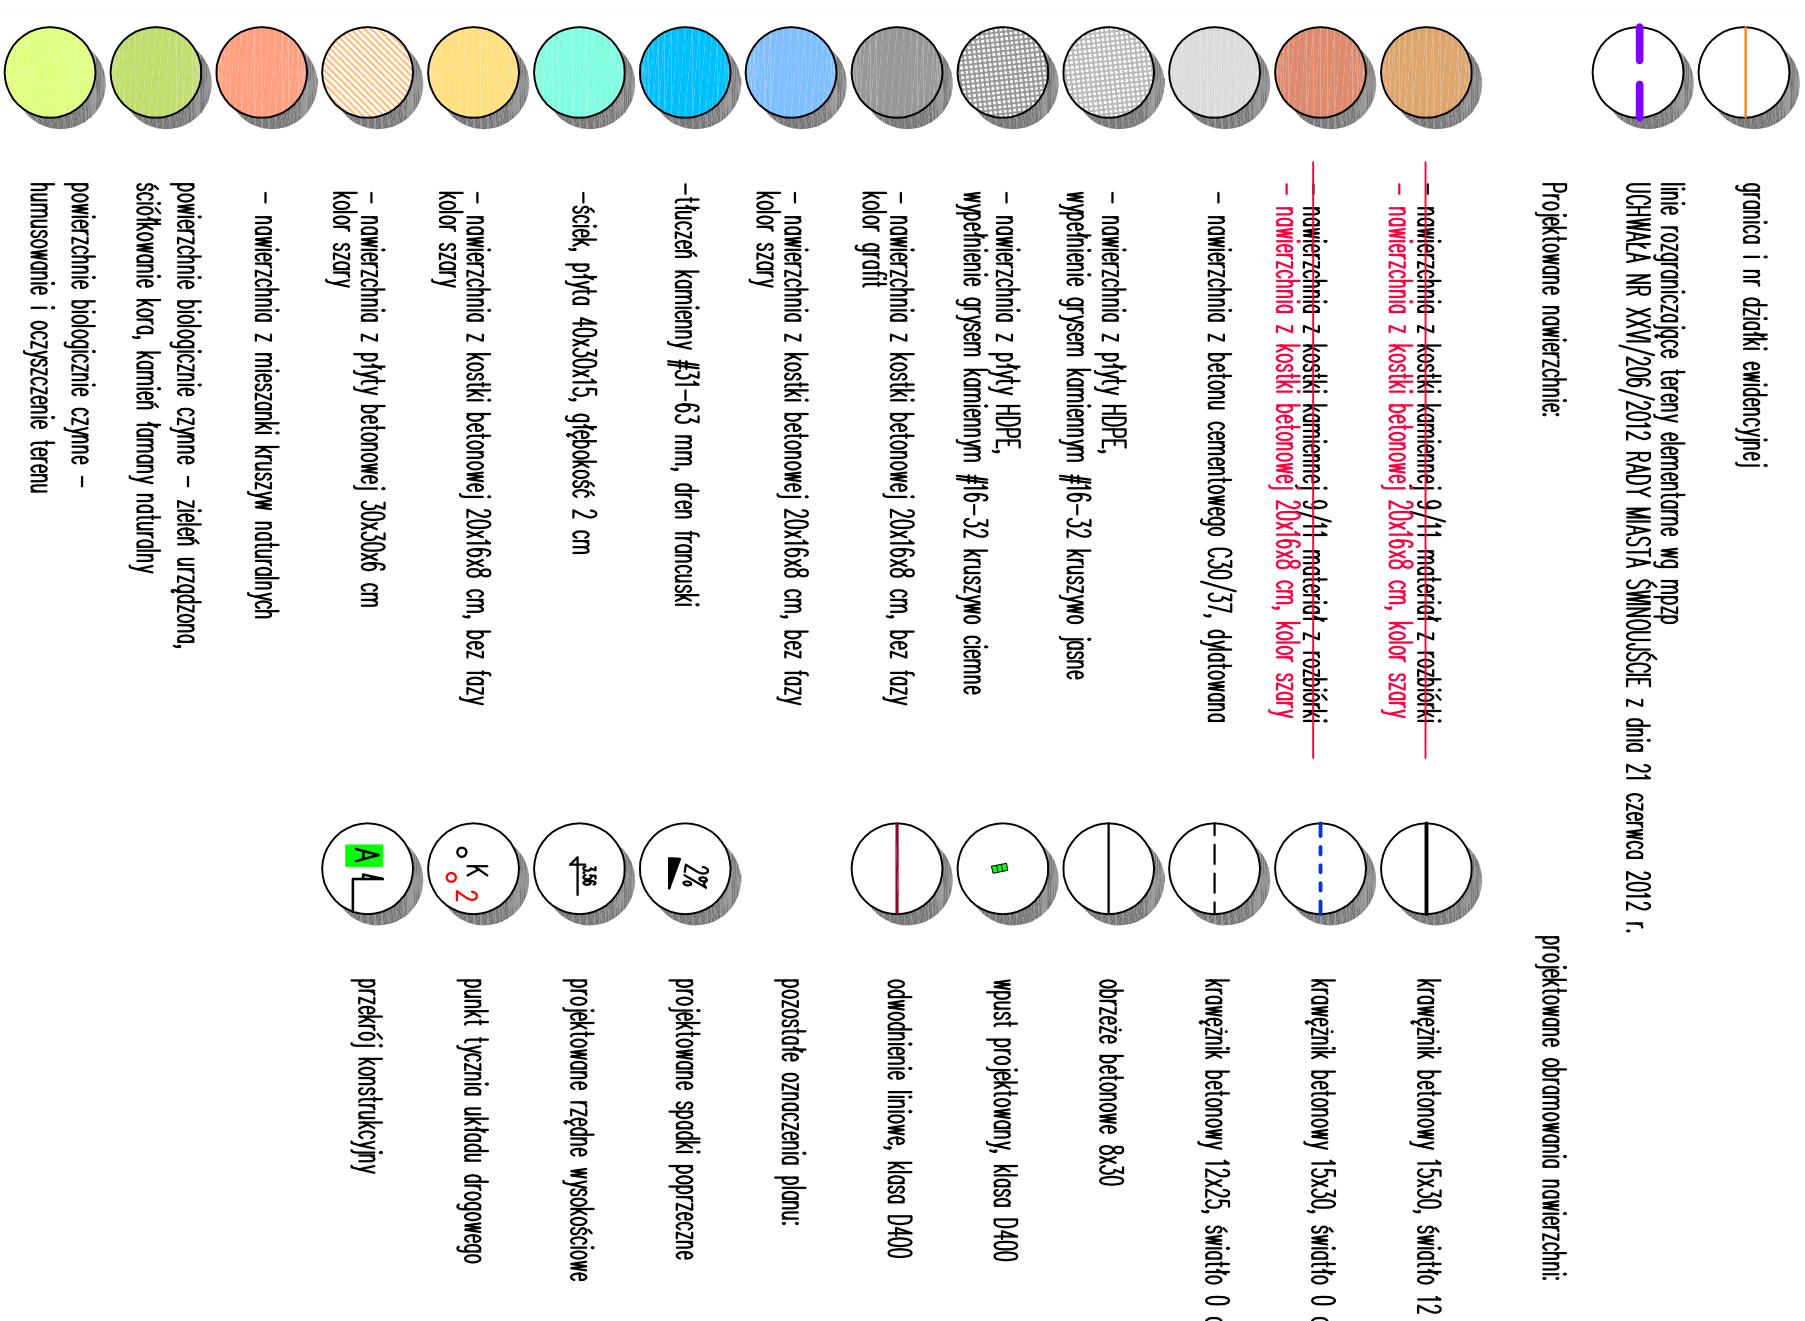 granica i nr działki ewidencyjnej
linie rozgraniczające tereny elementarne wg mpzp
UCHWAŁA NR XXVI/206/2012 RADY MIASTA ŚWINOUJŚCIE z dnia 21 czerwca 2012 r.
Projektowane nawierzchnie:
- nawierzchnia z kostki kamiennej 9/11 materiał z rozbiórki
- nawierzchnia z kostki betonowej 20x16x8 cm, kolor szary
- nawierzchnia z kostki kamiennej 9/11 materiał z rozbiórki
- nawierzchnia z kostki betonowej 20x16x8 cm, kolor szary
- nawierzchnia z betonu cementowego C30/37, dylatowana
- nawierzchnia z płyty HDPE,
wypełnienie grysem kamiennym #16-32 kruszywo jasne
- nawierzchnia z płyty HDPE,
wypełnienie grysem kamiennym #16-32 kruszywo ciemne
- nawierzchnia z kostki betonowej 20x16x8 cm, bez fazy
kolor grafit
- nawierzchnia z kostki betonowej 20x16x8 cm, bez fazy
kolor szary
-tłuczeń kamienny #31-63 mm, dren francuski
-ściek, płyta 40x30x15, głębokość 2 cm
- nawierzchnia z kostki betonowej 20x16x8 cm, bez fazy
kolor szary
- nawierzchnia z płyty betonowej 30x30x6 cm
kolor szary
- nawierzchnia z mieszanki kruszyw naturalnych
powierzchnie biologicznie czynne - zieleń urządzona,
ściółkowanie kora, kamień łamany naturalny
powierzchnie biologicznie czynne -
humusowanie i oczyszczenie terenu
projektowane obramowania nawierzchni:
krawężnik betonowy 15x30, światło 12
krawężnik betonowy 15x30, światło 0
krawężnik betonowy 12x25, światło 0
obrzeże betonowe 8x30
wpust projektowany, klasa D400
odwodnienie liniowe, klasa D400
pozostałe oznaczenia planu:
2%
projektowane spadki poprzeczne
3.56
projektowane rzędne wysokościowe
K
2
punkt tycznia układu drogowego
A 4
przekrój konstrukcyjny